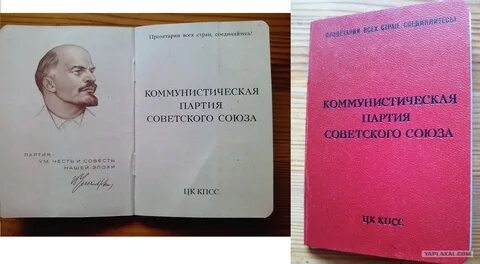 Пролетарии всех стран, соединяйтесь!
КОММУНИСТИЧЕСКАЯ
ПАРТИЯ
СОВЕТСКОГО СОЮЗА
ПАРТИЯ-
УМ, ЧЕСТЬ И СОВЕСТЬ
НАШЕЙ ЭПОХИ
ЦК КПСС
ПРОЛЕТАРИИ ВСЕХ СТРАН, СОЕДИНЯЙТЕСЬ!
КОММУНИСТИЧЕСКАЯ
ПАРТИЯ
СОВЕТСКОГО СОЮЗА
ЦК КПСС
YAPLAKAL.COM